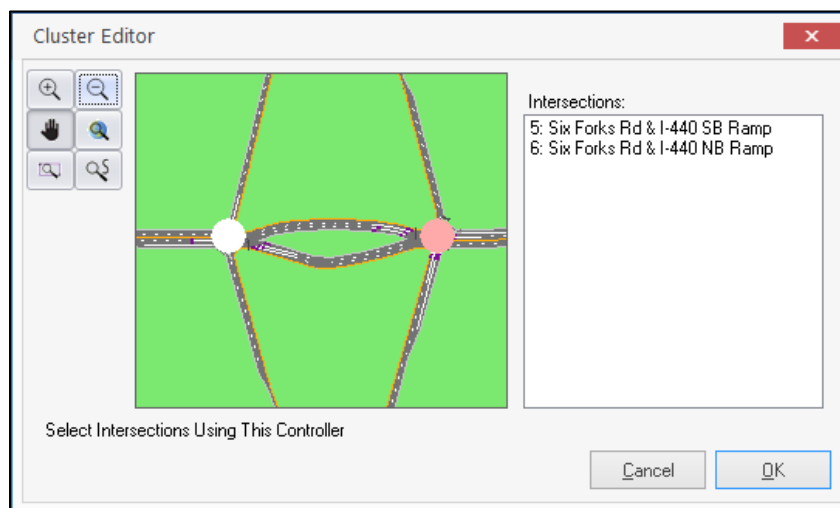 Cluster Editor
Intersections:
5: Six Forks Rd & I-440 SB Ramp
6: Six Forks Rd & I-440 NB Ramp
Select Intersections Using This Controller
Cancel
OK